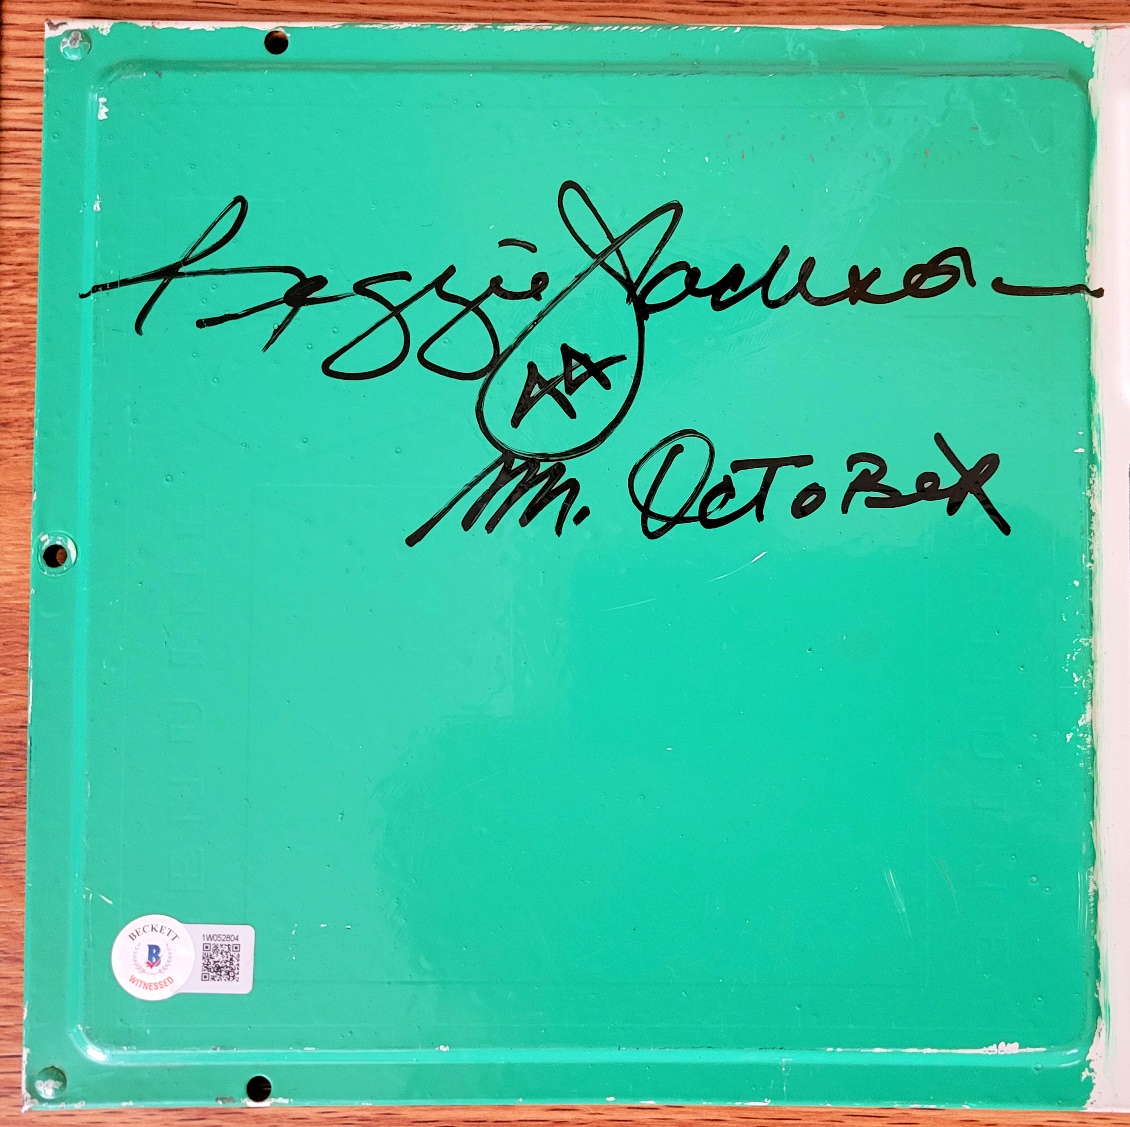 Reggie Jackson
44
Mr. October
BECKETT
B
WITNESSED
1W052804